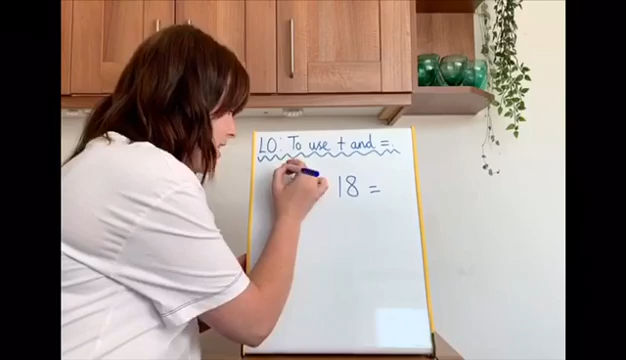 LO: To use + and =.
18 =